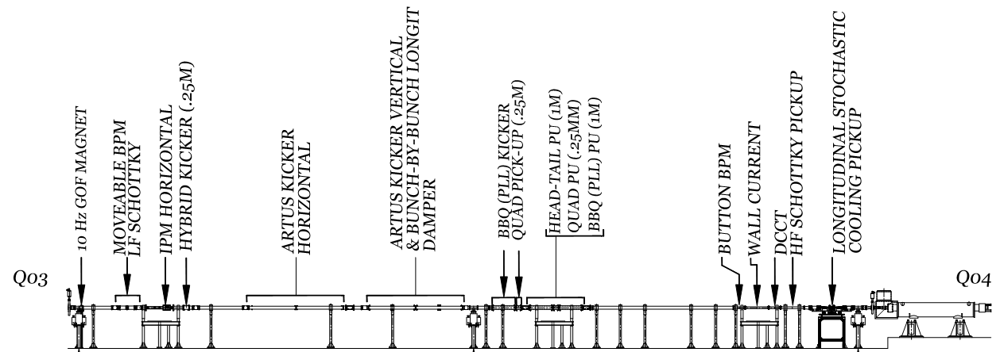 Q03
10 Hz GOF MAGNET
MOVEABLE BPM
LF SCHOTTKY
IPM HORIZONTAL
HYBRID KICKER (.25M)
ARTUS KICKER
HORIZONTAL
ARTUS KICKER VERTICAL
& BUNCH-BY-BUNCH LONGIT
DAMPER
BBQ (PLL) KICKER
QUAD PICK-UP (.25M)
HEAD-TAIL PU (1M)
QUAD PU (.25MM)
BBQ (PLL) PU (1M)
BUTTON BPM
WALL CURRENT
DCCT
HF SCHOTTKY PICKUP
LONGITUDINAL STOCHASTIC
COOLING PICKUP
Q04